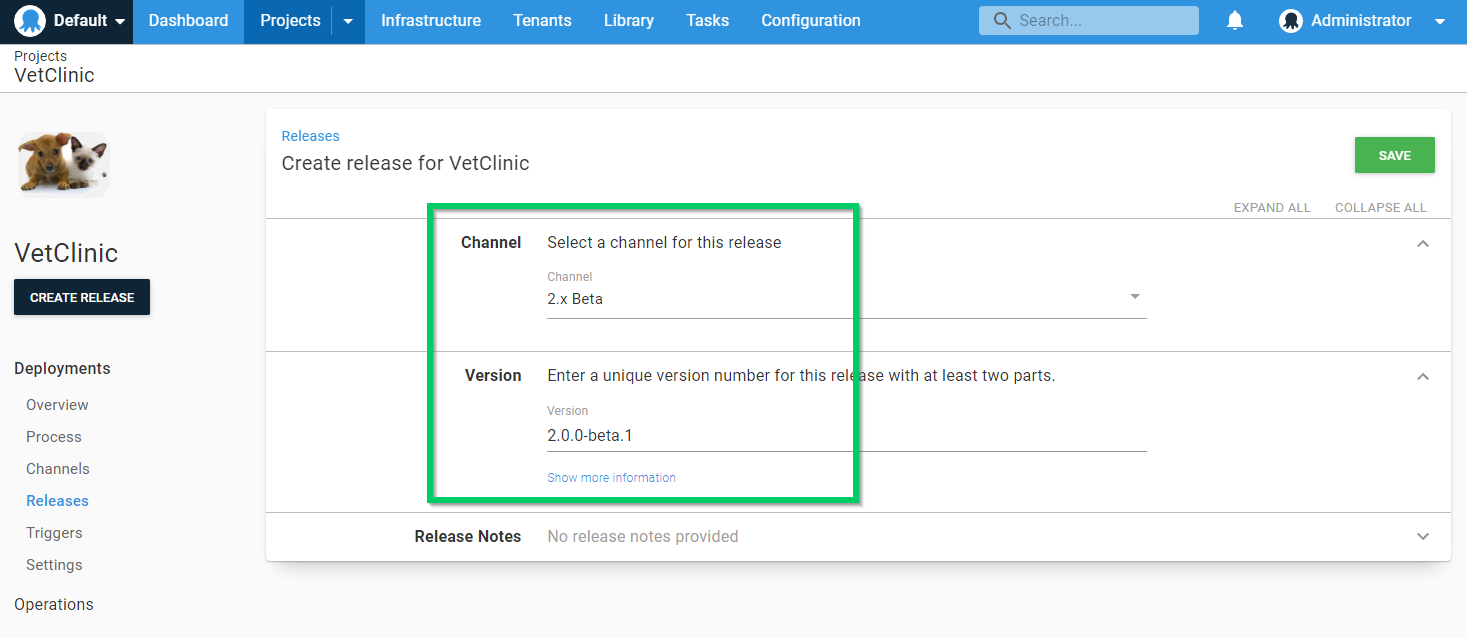 Default Dashboard Projects Infrastructure Tenants Library Tasks Configuration Search... Administrator
Projects
VetClinic
VetClinic
CREATE RELEASE
Deployments
Overview
Process
Channels
Releases
Triggers
Settings
Operations
Releases
Create release for VetClinic
SAVE
EXPAND ALL COLLAPSE ALL
Channel Select a channel for this release
Channel
2.x Beta
Version Enter a unique version number for this release with at least two parts.
Version
2.0.0-beta.1
Show more information
Release Notes No release notes provided